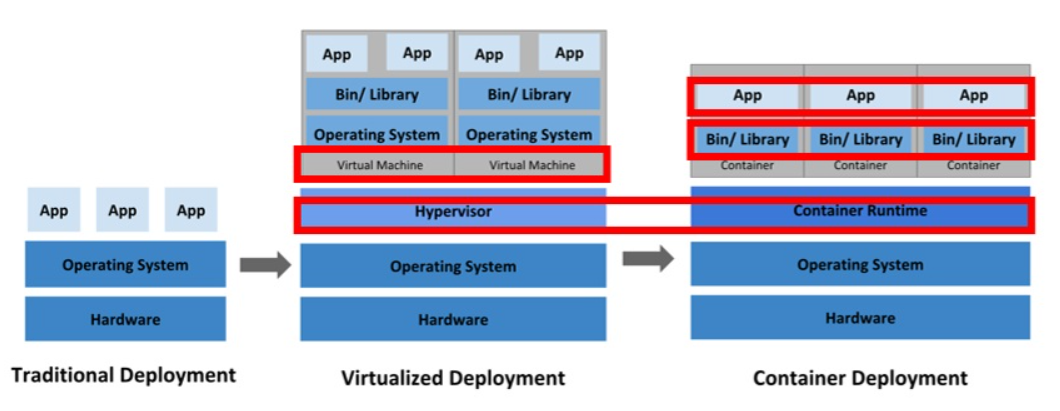 App App App
Operating System
Hardware
Traditional Deployment
App App App App
Bin/ Library Bin/ Library
Operating System Operating System
Virtual Machine Virtual Machine
Hypervisor
Operating System
Hardware
Virtualized Deployment
App App App
Bin/ Library Bin/ Library Bin/ Library
Container Container Container
Container Runtime
Operating System
Hardware
Container Deployment